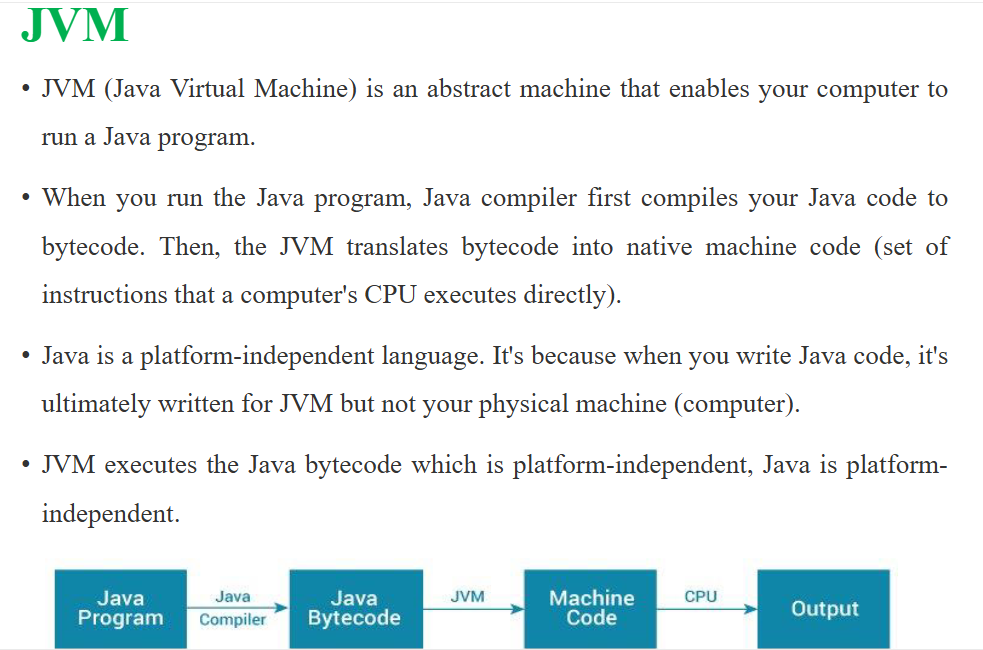 JVM
• JVM (Java Virtual Machine) is an abstract machine that enables your computer to
run a Java program.
• When you run the Java program, Java compiler first compiles your Java code to
bytecode. Then, the JVM translates bytecode into native machine code (set of
instructions that a computer's CPU executes directly).
• Java is a platform-independent language. It's because when you write Java code, it's
ultimately written for JVM but not your physical machine (computer).
• JVM executes the Java bytecode which is platform-independent, Java is platform-
independent.
Java
Program
Java
Compiler
Java
Bytecode
JVM
Machine
Code
CPU
Output